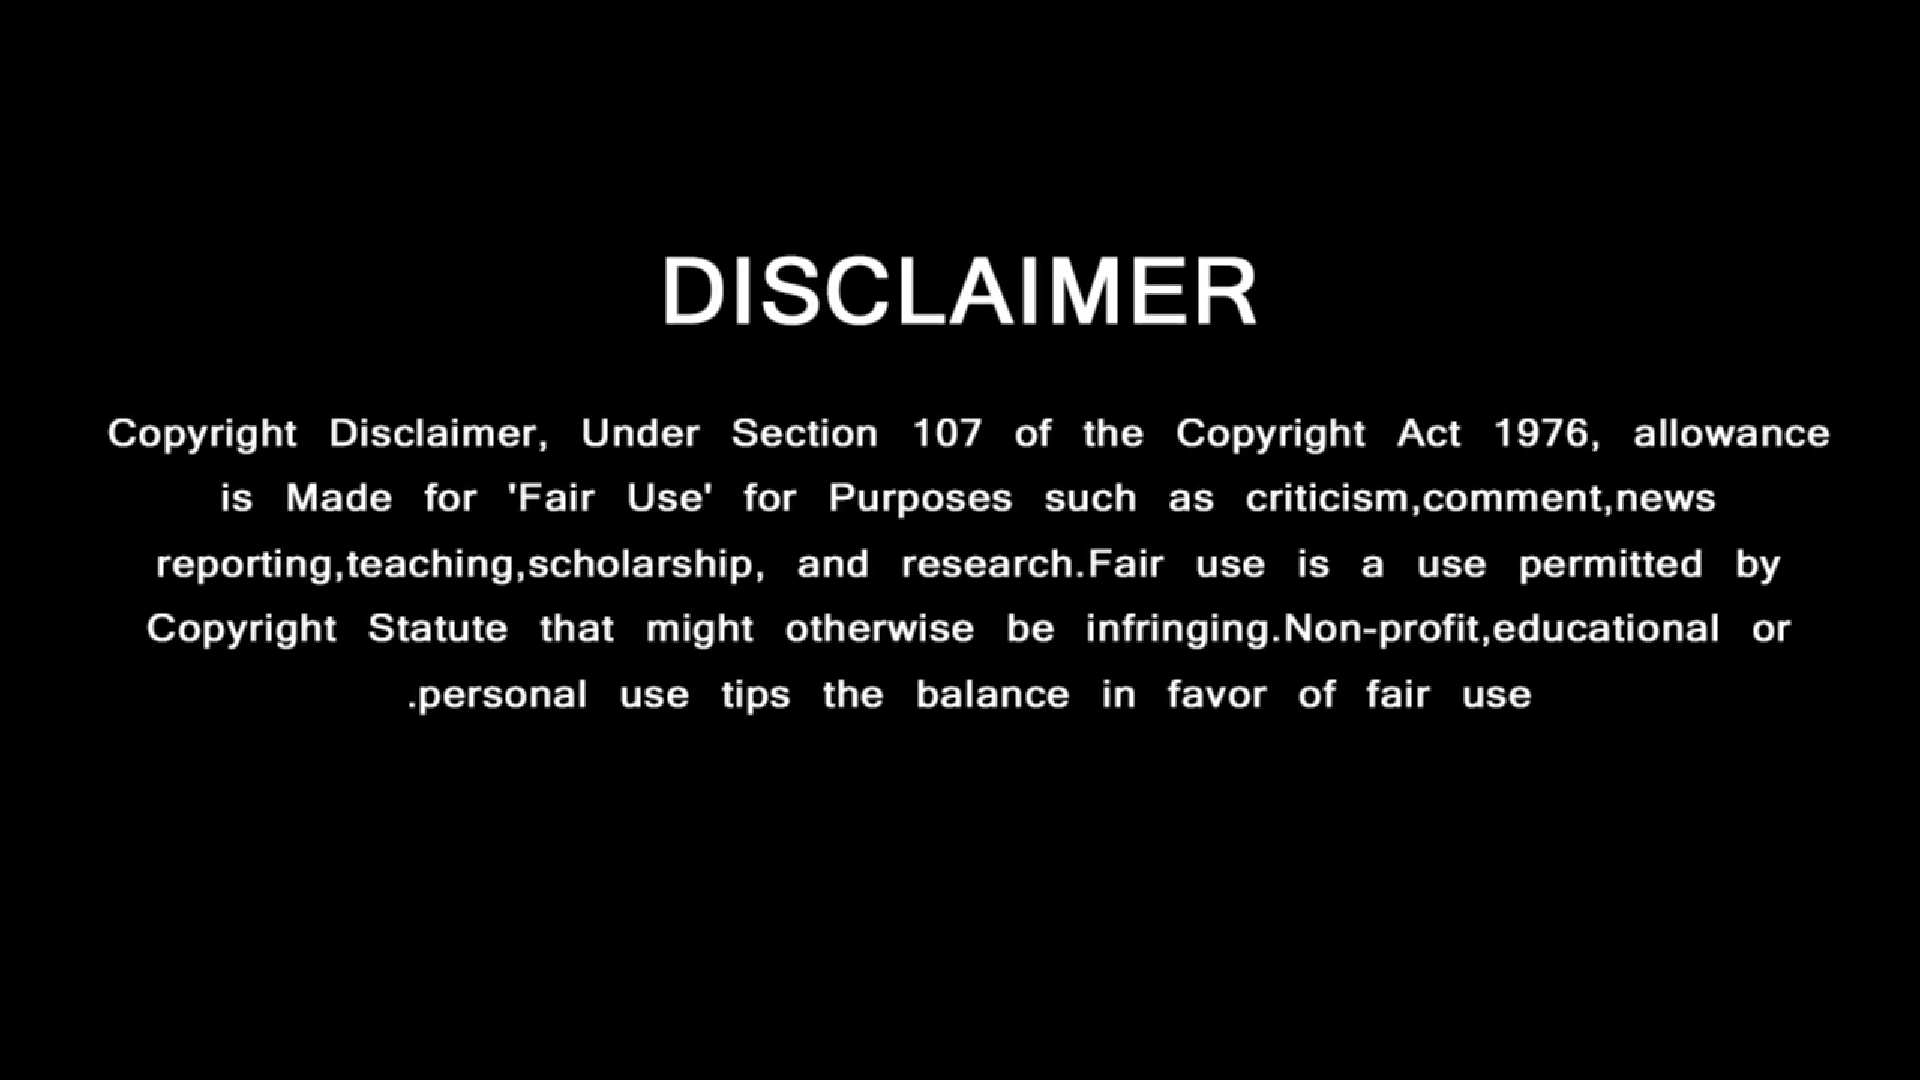 DISCLAIMER
Copyright Disclaimer, Under Section 107 of the Copyright Act 1976, allowance
is Made for 'Fair Use' for Purposes such as criticism,comment,news
reporting,teaching,scholarship, and research.Fair use is a use permitted by
Copyright Statute that might otherwise be infringing.Non-profit,educational or
.personal use tips the balance in favor of fair use